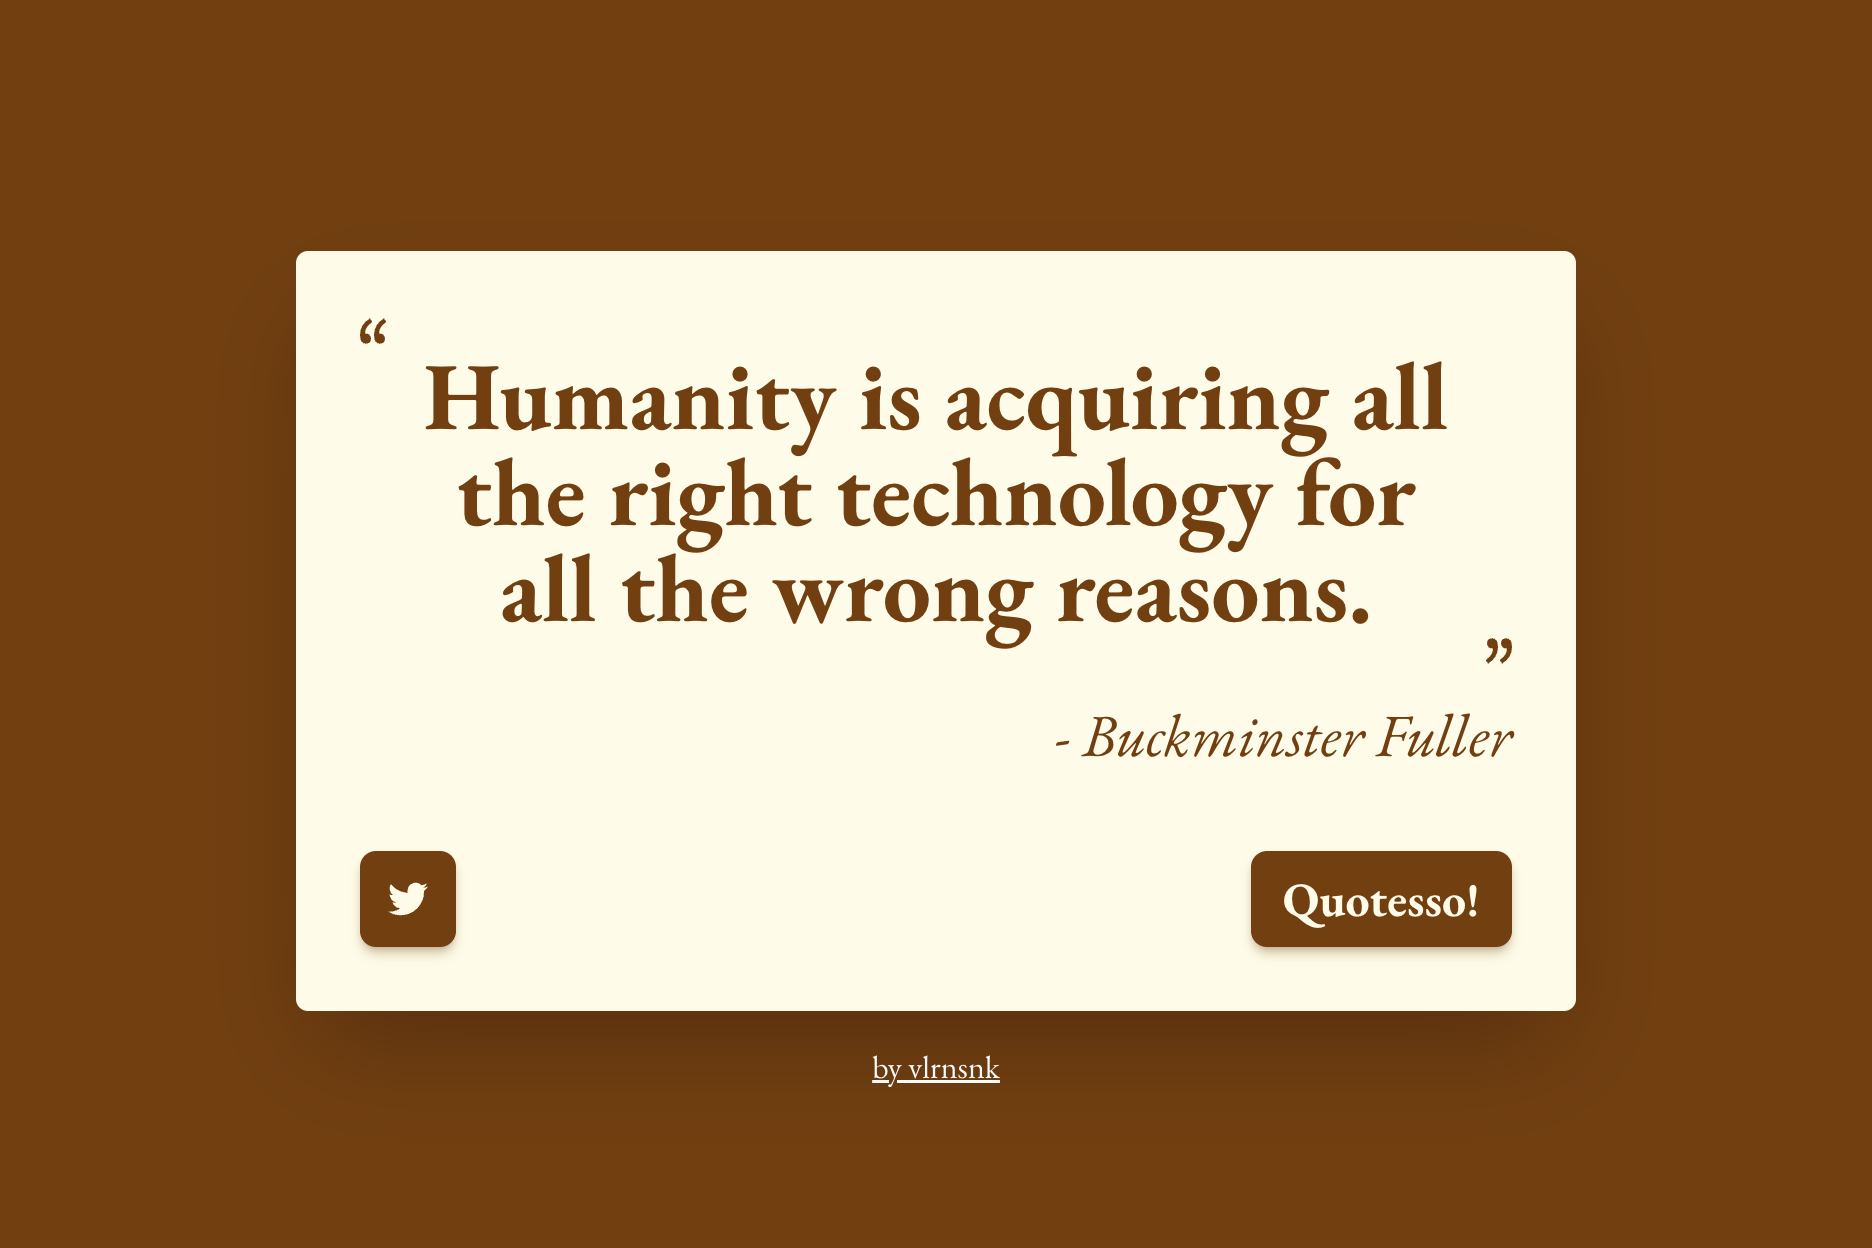 “
Humanity is acquiring all
the right technology for
all the wrong reasons.
”
- Buckminster Fuller
Quotesso!
by vlrnsnk